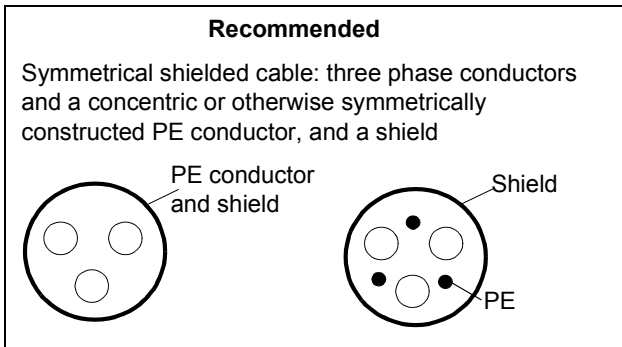 Recommended
Symmetrical shielded cable: three phase conductors
and a concentric or otherwise symmetrically
constructed PE conductor, and a shield
PE conductor
and shield
Shield
PE